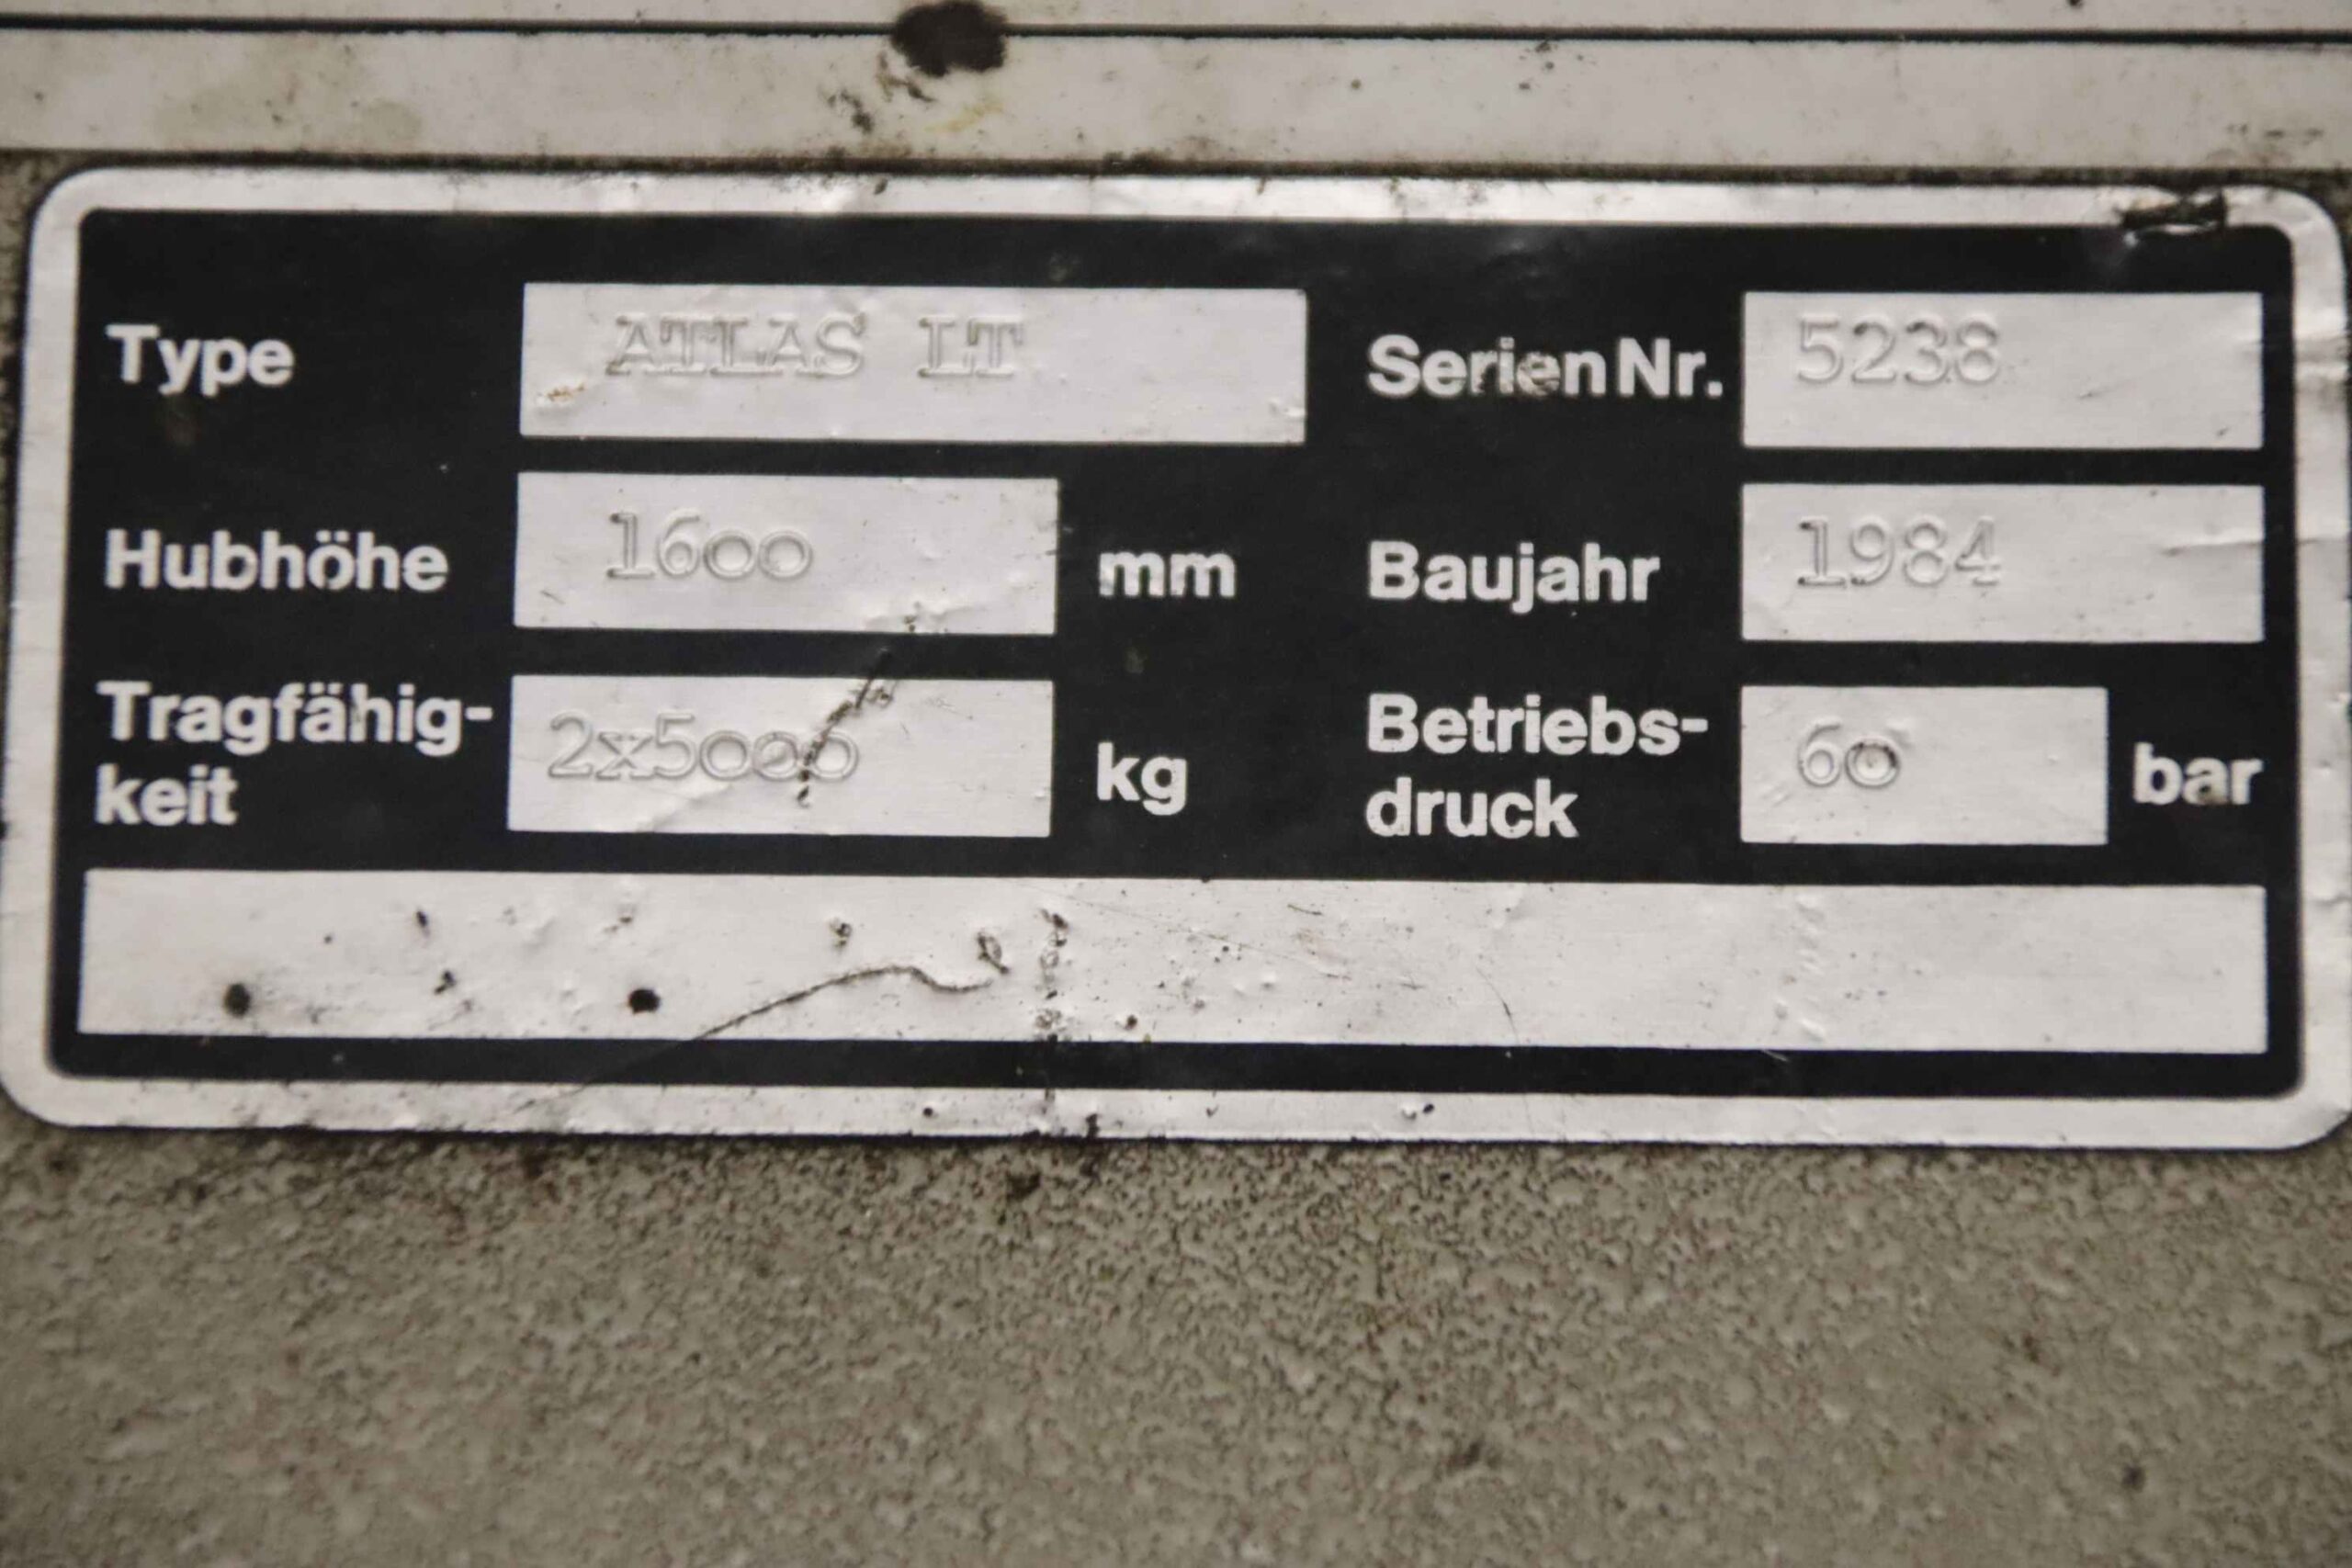 Type ATLAS LT Serien Nr. 5238
Hubhöhe 1600 mm Baujahr 1984
Tragfähig-
keit 2x5000 kg Betriebs-
druck 60 bar